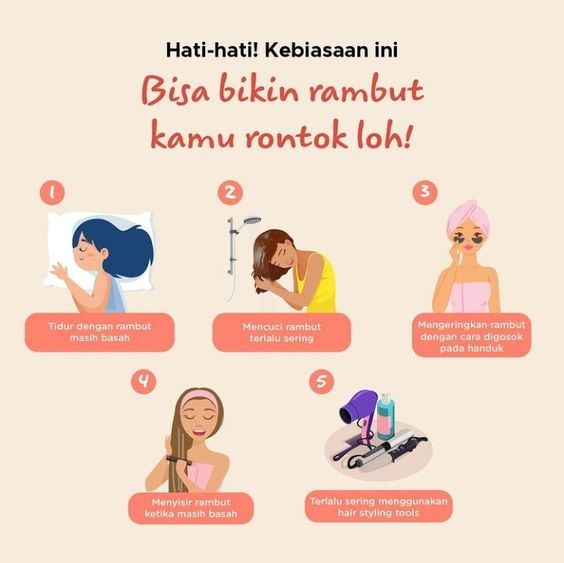 Hati-hati! Kebiasaan ini
Bisa bikin rambut
kamu rontok loh!
1
Tidur dengan rambut
masih basah
2
Mencuci rambut
terlalu sering
3
Mengeringkan rambut
dengan cara digosok
pada handuk
4
Menyisir rambut
ketika masih basah
5
Terlalu sering menggunakan
hair styling tools